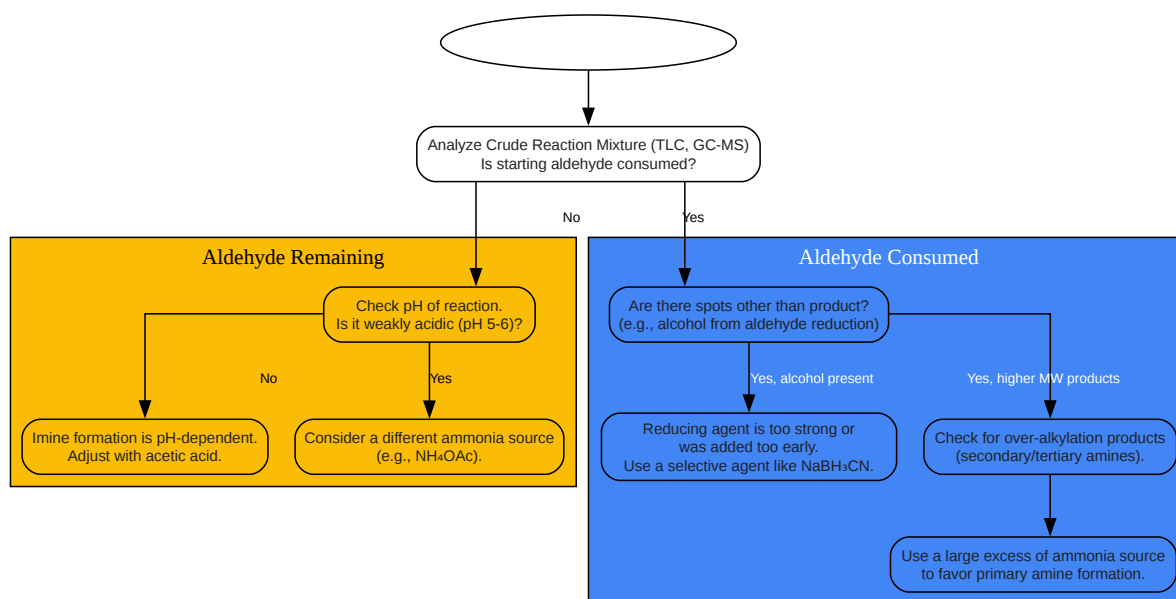 Analyze Crude Reaction Mixture (TLC, GC-MS)
Is starting aldehyde consumed?
No
Yes
Aldehyde Remaining
Aldehyde Consumed
Check pH of reaction.
Is it weakly acidic (pH 5-6)?
Are there spots other than product?
(e.g., alcohol from aldehyde reduction)
No
Yes
Yes, alcohol present
Yes, higher MW products
Imine formation is pH-dependent.
Adjust with acetic acid.
Consider a different ammonia source
(e.g., NH₄OAc).
Reducing agent is too strong or
was added too early.
Use a selective agent like NaBH₃CN.
Check for over-alkylation products
(secondary/tertiary amines).
Use a large excess of ammonia source
to favor primary amine formation.